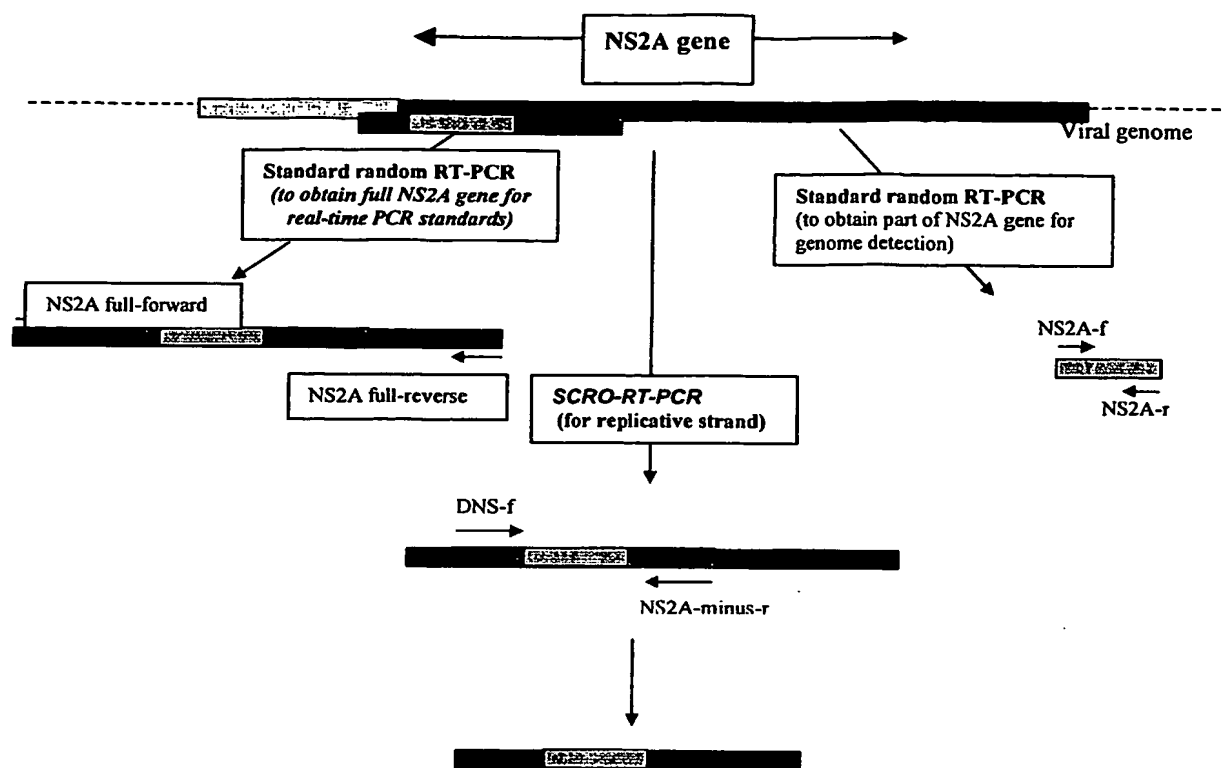 NS2A gene
Viral genome
Standard random RT-PCR
(to obtain full NS2A gene for
real-time PCR standards)
Standard random RT-PCR
(to obtain part of NS2A gene for
genome detection)
NS2A full-forward
NS2A full-reverse
NS2A-f
NS2A-r
SCRO-RT-PCR
(for replicative strand)
DNS-f
NS2A-minus-r